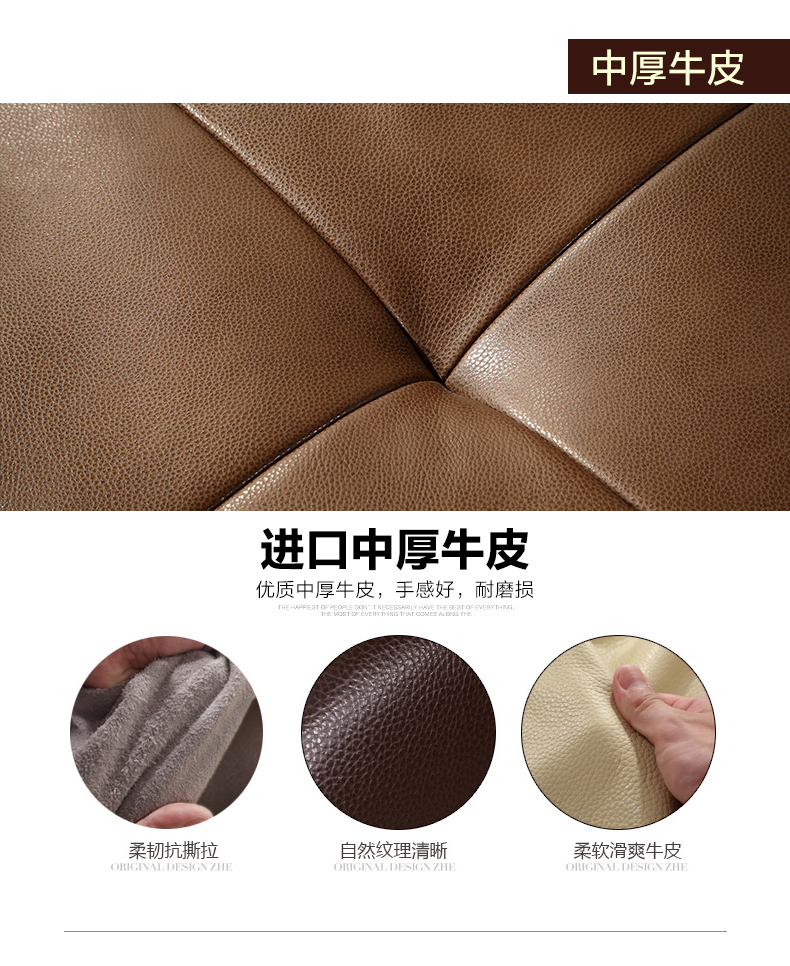 中厚牛皮
进口中厚牛皮
优质中厚牛皮，手感好，耐磨损
THE HAPPIEST OF PEOPLE DON'T NECESSARILY HAVE THE BEST OF EVERYTHING,
THE MOST OF EVERYTHING THAT COMES ALONG THE
柔韧抗撕拉 自然纹理清晰 柔软滑爽牛皮
ORIGINAL DESIGN ZHE ORIGINAL DESIGN ZHE ORIGINAL DESIGN ZHE